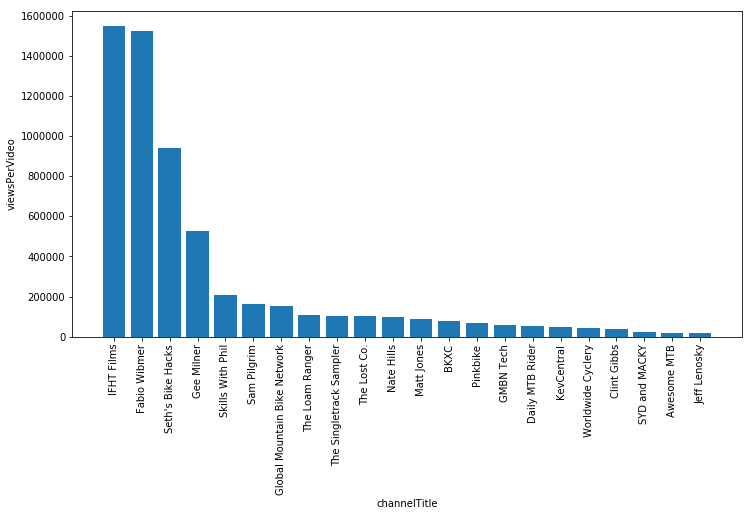 1600000
1400000
1200000
1000000
800000
600000
400000
200000
0
viewsPerVideo
IFHT Films
Fabio Wibmer
Seth's Bike Hacks
Gee Milner
Skills With Phil
Sam Pilgrim
Global Mountain Bike Network
The Loam Ranger
The Singletrack Sampler
The Lost Co.
Nate Hills
Matt Jones
BKXC
Pinkbike
GMBN Tech
Daily MTB Rider
KevCentral
Worldwide Cyclery
Clint Gibbs
SYD and MACKY
Awesome MTB
Jeff Lenosky
channelTitle